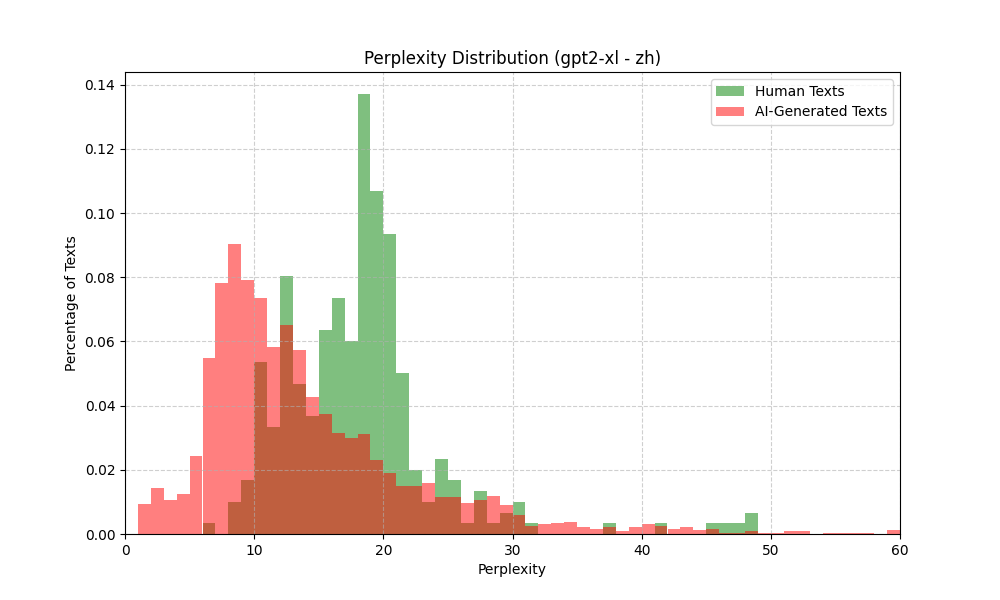 Perplexity Distribution (gpt2-xl - zh)
Human Texts
AI-Generated Texts
Percentage of Texts
0.14
0.12
0.10
0.08
0.06
0.04
0.02
0.00
0 10 20 30 40 50 60
Perplexity